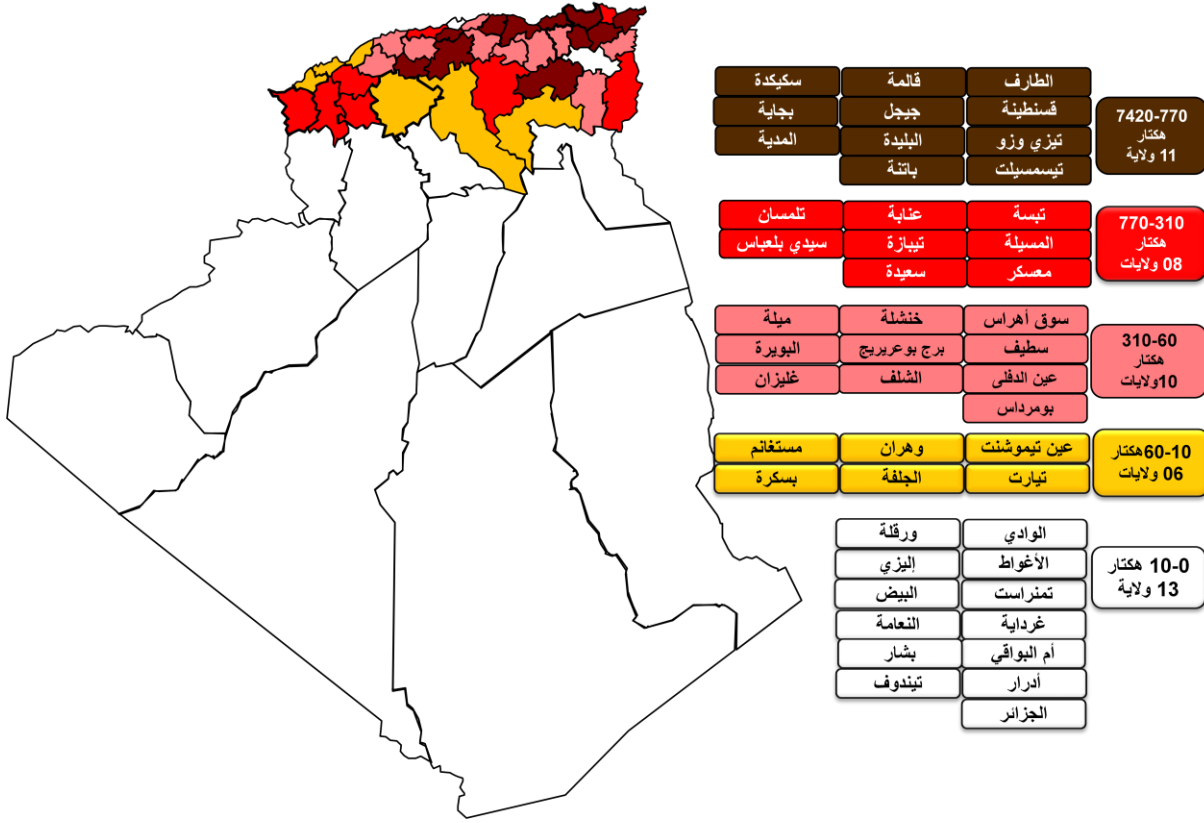 770-7420
هكتار
11 ولاية
الطارف
قالمة
سكيكدة
قسنطينة
جيجل
بجاية
تيزي وزو
البليدة
المدية
تيسمسيلت
باتنة
310-770
هكتار
08 ولايات
تبسة
عنابة
تلمسان
المسيلة
تيبازة
سيدي بلعباس
معسكر
سعيدة
60-310
هكتار
10ولايات
سوق أهراس
خنشلة
ميلة
سطيف
برج بوعريريج
البويرة
عين الدفلى
الشلف
غليزان
بومرداس
10-60هكتار
06 ولايات
عين تيموشنت
وهران
مستغانم
تيارت
الجلفة
بسكرة
0-10 هكتار
13 ولاية
الوادي
ورقلة
الأغواط
إليزي
تمنراست
البيض
غرداية
النعامة
أم البواقي
بشار
أدرار
تيندوف
الجزائر